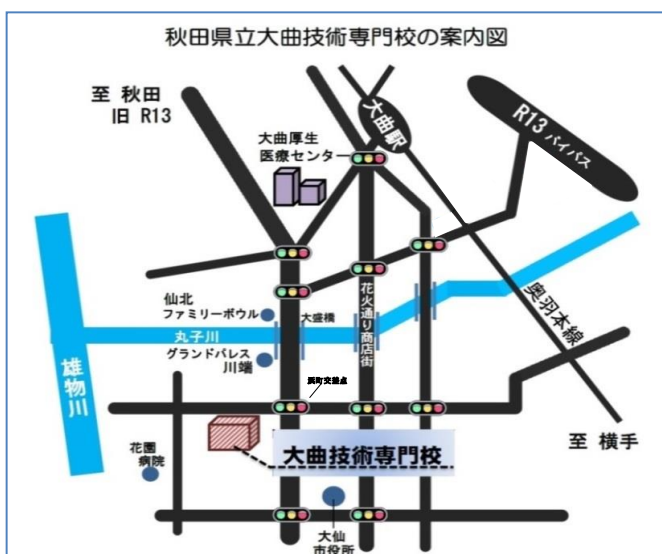 秋田県立大曲技術専門校の案内図
至 秋田
旧 R13
大曲厚生
医療センター
大曲駅
R13 バイパス
仙北
ファミリーボウル
大盛橋
花火通り商店街
奥羽本線
丸子川
グランドパレス
川端
雄物川
浜町交差点
花園
病院
大曲技術専門校
至 横手
大仙
市役所